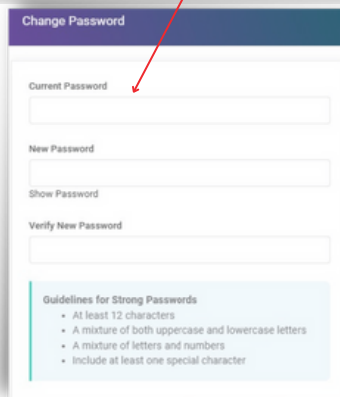 Change Password
Current Password
New Password
Show Password
Verify New Password
Guidelines for Strong Passwords
• At least 12 characters
• A mixture of both uppercase and lowercase letters
• A mixture of letters and numbers
• Include at least one special character